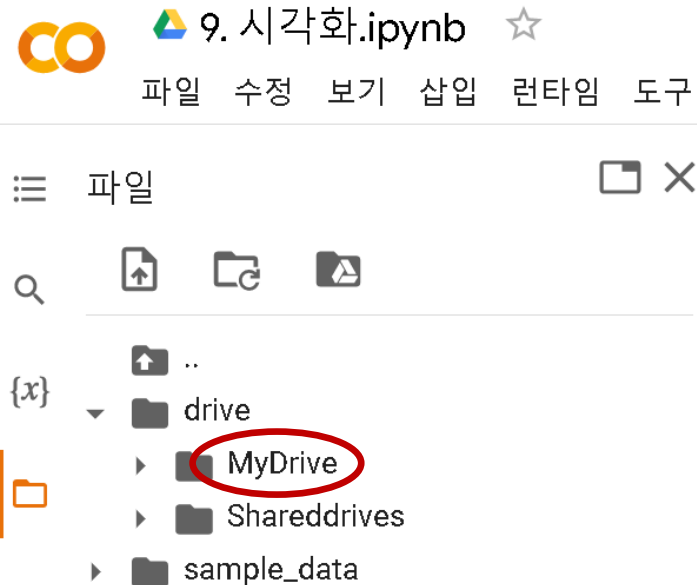 9. 시각화.ipynb
파일 수정 보기 삽입 런타임 도구
파일
{x}
..
drive
MyDrive
Shareddrives
sample_data